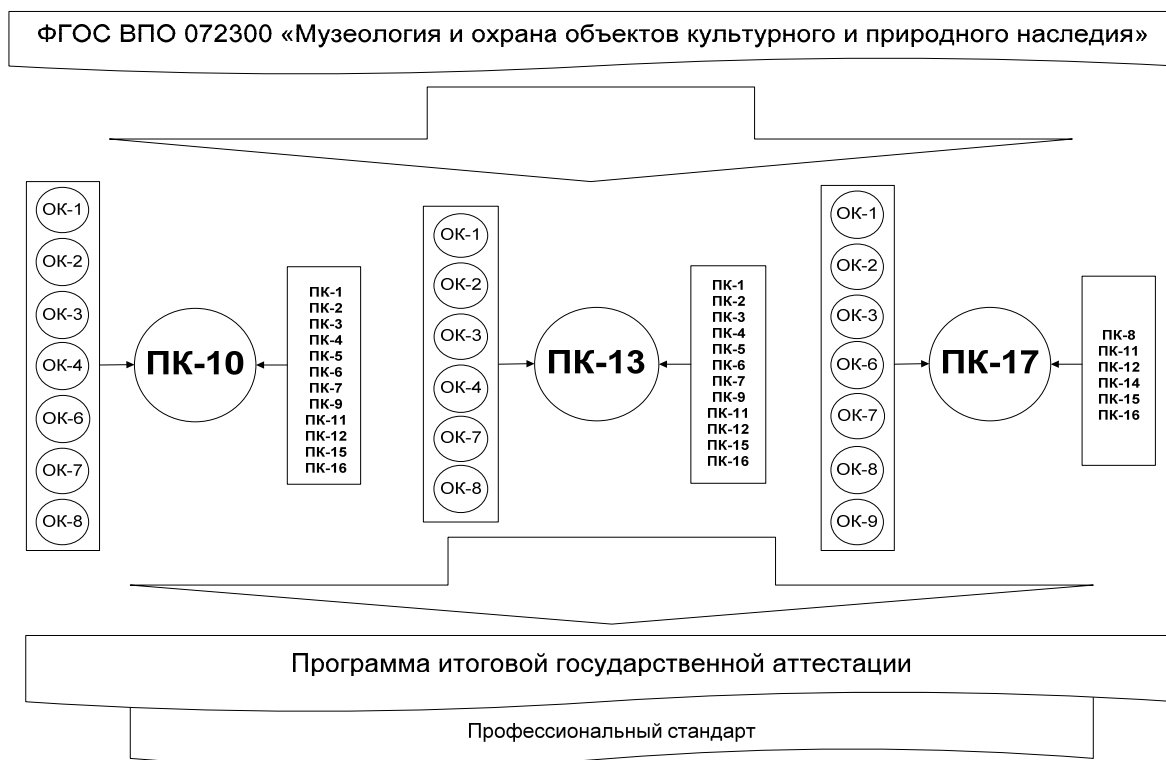 ФГОС ВПО 072300 «Музеология и охрана объектов культурного и природного наследия»
ОК-1
ОК-2
ОК-3
ОК-4
ОК-6
ОК-7
ОК-8
ПК-10
ПК-1
ПК-2
ПК-3
ПК-4
ПК-5
ПК-6
ПК-7
ПК-9
ПК-11
ПК-12
ПК-15
ПК-16
ОК-1
ОК-2
ОК-3
ОК-4
ОК-7
ОК-8
ПК-13
ПК-1
ПК-2
ПК-3
ПК-4
ПК-5
ПК-6
ПК-7
ПК-9
ПК-11
ПК-12
ПК-15
ПК-16
ОК-1
ОК-2
ОК-3
ОК-6
ОК-7
ОК-8
ОК-9
ПК-17
ПК-8
ПК-11
ПК-12
ПК-14
ПК-15
ПК-16
Программа итоговой государственной аттестации
Профессиональный стандарт